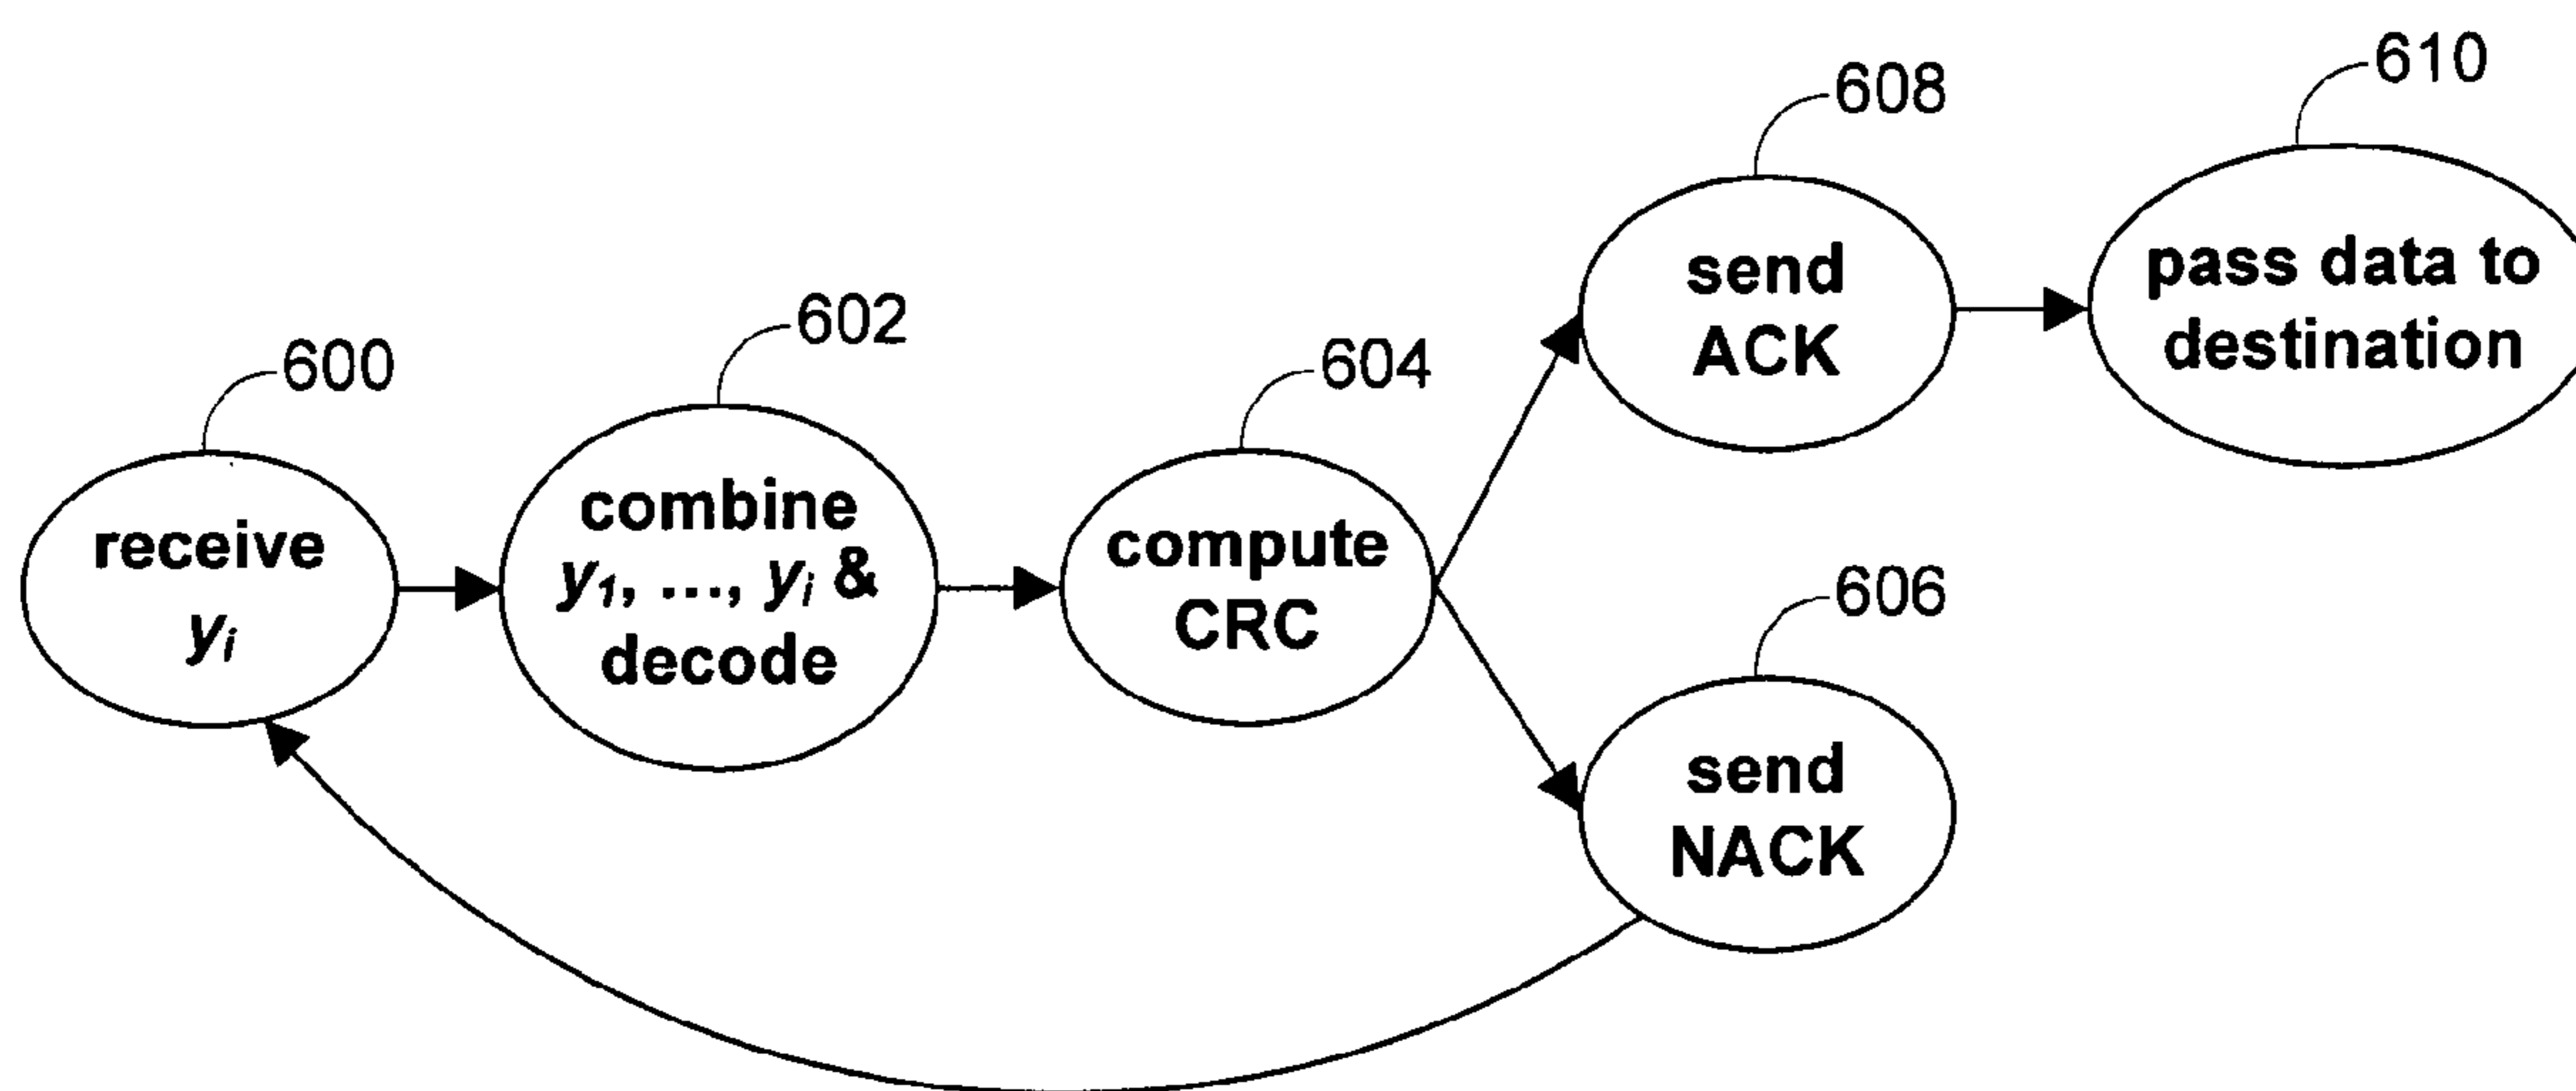 600
receive
yi
602
combine
y1, ..., yi &
decode
604
compute
CRC
608
send
ACK
610
pass data to
destination
606
send
NACK